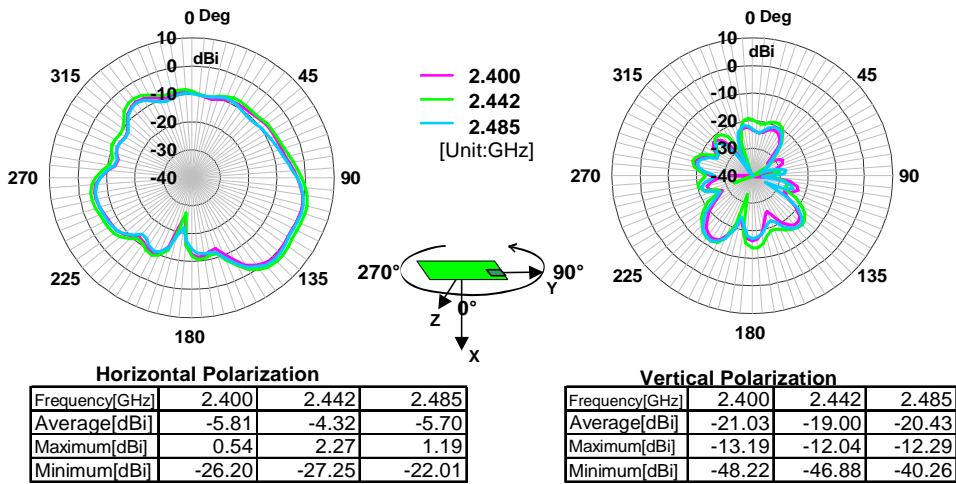 0 Deg
10
dBi
0
-10
-20
-30
-40
315
45
270
90
225
135
180
2.400
2.442
2.485
[Unit:GHz]
0 Deg
10
dBi
0
-10
-20
-30
-40
315
45
270
90
225
135
180
270°
90°
0°
Y
Z
X
Horizontal Polarization
Frequency[GHz] 2.400 2.442 2.485
Average[dBi] -5.81 -4.32 -5.70
Maximum[dBi] 0.54 2.27 1.19
Minimum[dBi] -26.20 -27.25 -22.01
Vertical Polarization
Frequency[GHz] 2.400 2.442 2.485
Average[dBi] -21.03 -19.00 -20.43
Maximum[dBi] -13.19 -12.04 -12.29
Minimum[dBi] -48.22 -46.88 -40.26